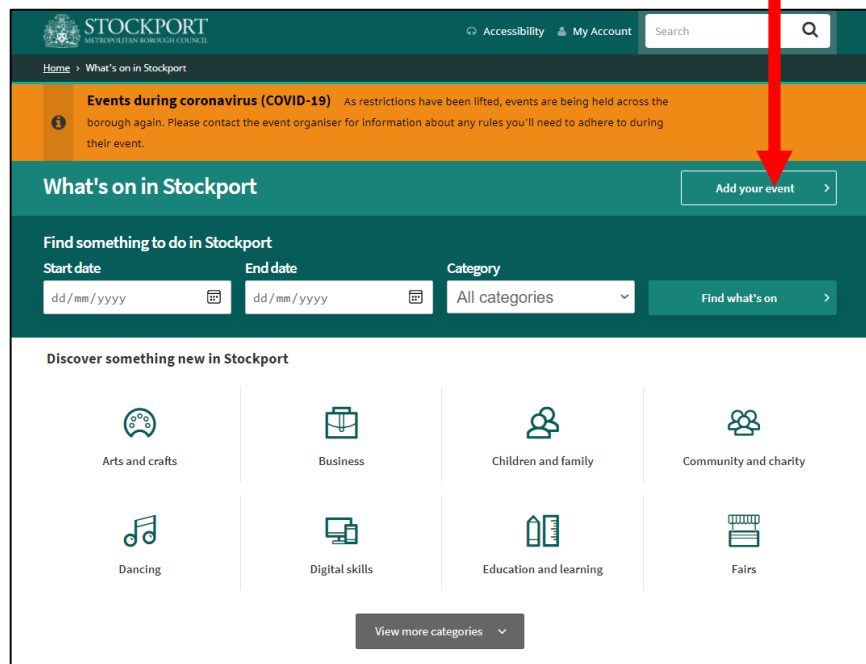 STOCKPORT
METROPOLITAN BOROUGH COUNCIL
Accessibility My Account Search
Home > What's on in Stockport
Events during coronavirus (COVID-19) As restrictions have been lifted, events are being held across the
borough again. Please contact the event organiser for information about any rules you'll need to adhere to during
their event.
What's on in Stockport
Add your event >
Find something to do in Stockport
Start date End date Category
dd/mm/yyyy dd/mm/yyyy All categories Find what's on >
Discover something new in Stockport
Arts and crafts Business Children and family Community and charity
Dancing Digital skills Education and learning Fairs
View more categories